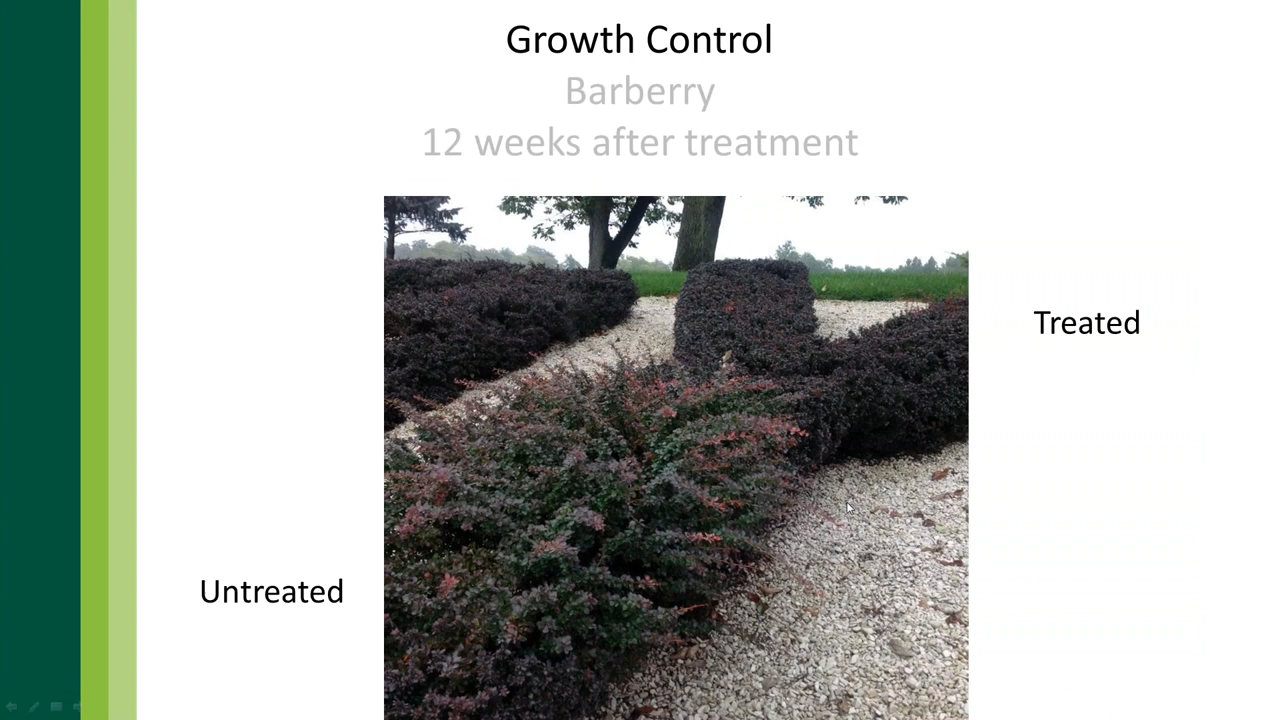 Growth Control
Barberry
12 weeks after treatment
Treated
Untreated